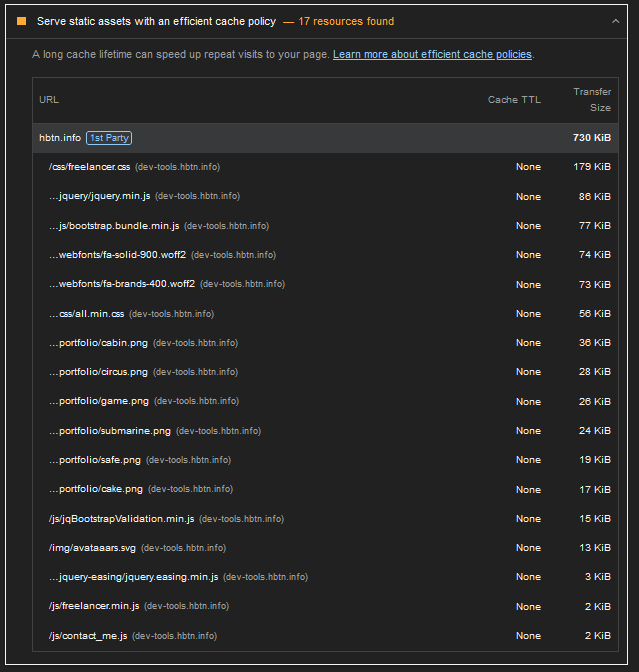 Serve static assets with an efficient cache policy — 17 resources found
A long cache lifetime can speed up repeat visits to your page. Learn more about efficient cache policies.
URL Cache TTL Transfer Size
hbtn.info 1st Party 730 KiB
/css/freelancer.css (dev-tools.hbtn.info) None 179 KiB
…jquery/jquery.min.js (dev-tools.hbtn.info) None 86 KiB
…js/bootstrap.bundle.min.js (dev-tools.hbtn.info) None 77 KiB
…webfonts/fa-solid-900.woff2 (dev-tools.hbtn.info) None 74 KiB
…webfonts/fa-brands-400.woff2 (dev-tools.hbtn.info) None 73 KiB
…css/all.min.css (dev-tools.hbtn.info) None 56 KiB
…portfolio/cabin.png (dev-tools.hbtn.info) None 36 KiB
…portfolio/circus.png (dev-tools.hbtn.info) None 28 KiB
…portfolio/game.png (dev-tools.hbtn.info) None 26 KiB
…portfolio/submarine.png (dev-tools.hbtn.info) None 24 KiB
…portfolio/safe.png (dev-tools.hbtn.info) None 19 KiB
…portfolio/cake.png (dev-tools.hbtn.info) None 17 KiB
/js/jqBootstrapValidation.min.js (dev-tools.hbtn.info) None 15 KiB
/img/avataaars.svg (dev-tools.hbtn.info) None 13 KiB
…jquery-easing/jquery.easing.min.js (dev-tools.hbtn.info) None 3 KiB
/js/freelancer.min.js (dev-tools.hbtn.info) None 2 KiB
/js/contact_me.js (dev-tools.hbtn.info) None 2 KiB